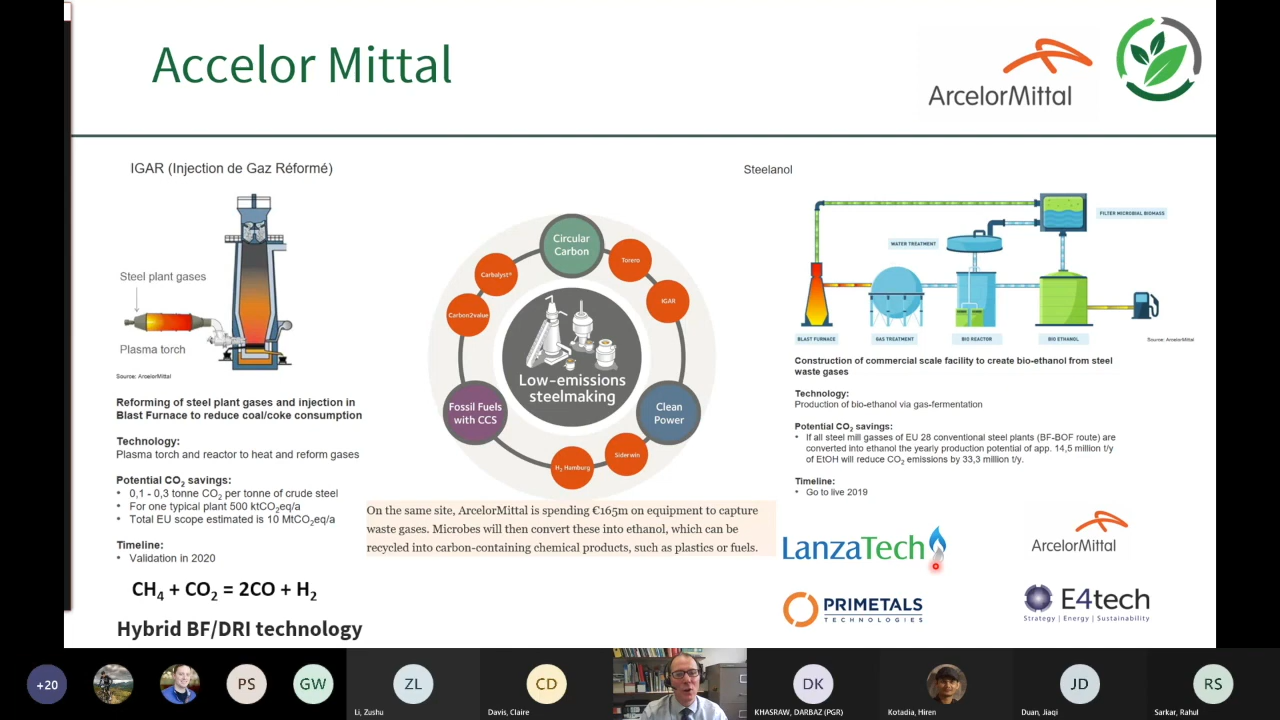 Accelor Mittal
ArcelorMittal
IGAR (Injection de Gaz Réformé)
Steel plant gases
Plasma torch
Source: ArcelorMittal
Reforming of steel plant gases and injection in
Blast Furnace to reduce coal/coke consumption
Technology:
Plasma torch and reactor to heat and reform gases
Potential CO2 savings:
• 0,1 - 0,3 tonne CO2 per tonne of crude steel
• For one typical plant 500 ktCO2eq/a
• Total EU scope estimated is 10 MtCO2eq/a
Timeline:
• Validation in 2020
CH4 + CO2 = 2CO + H2
Hybrid BF/DRI technology
Circular
Carbon
Torero
IGAR
Clean
Power
Siderwin
H2 Hamburg
Fossil Fuels
with CCS
Carbon2value
Carbalyst®
Low-emissions
steelmaking
On the same site, ArcelorMittal is spending €165m on equipment to capture
waste gases. Microbes will then convert these into ethanol, which can be
recycled into carbon-containing chemical products, such as plastics or fuels.
Steelanol
FILTER MICROBIAL BIOMASS
WATER TREATMENT
BLAST FURNACE
GAS TREATMENT
BIO REACTOR
BIO ETHANOL
Source: ArcelorMittal
Construction of commercial scale facility to create bio-ethanol from steel
waste gases
Technology:
Production of bio-ethanol via gas-fermentation
Potential CO2 savings:
• If all steel mill gasses of EU 28 conventional steel plants (BF-BOF route) are
converted into ethanol the yearly production potential of app. 14,5 million t/y
of EtOH will reduce CO2 emissions by 33,3 million t/y.
Timeline:
• Go to live 2019
LanzaTech
ArcelorMittal
PRIMETALS
TECHNOLOGIES
E4tech
Strategy | Energy | Sustainability
+20
PS
GW
ZL
Li, Zushu
CD
Davis, Claire
DK
KHASRAW, DARBAZ (PGR)
Kotadia, Hiren
JD
Duan, Jiaqi
RS
Sarkar, Rahul